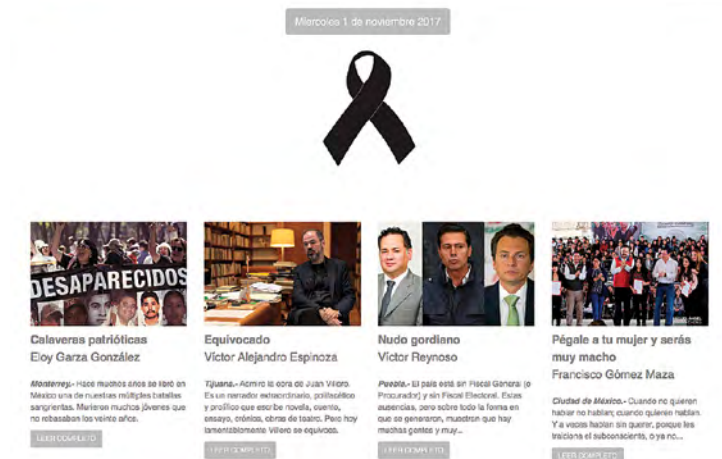 Miercoles 1 de noviembre 2017
DESAPARECIDOS
Calaveras patrióticas
Eloy Garza González
Monterrey.- Hace muchos años se libró en
México una de nuestras múltiples batallas
sangrientas. Murieron muchos jóvenes que
no rebasaban los veinte años.
LEER COMPLETO
Equivocado
Víctor Alejandro Espinoza
Tijuana.- Admiro la obra de Juan Villoro.
Es un narrador extraordinario, polifacético
y prolífico que escribe novela, cuento,
ensayo, crónicas, obras de teatro. Pero hoy
lamentablemente Villoro se equivoca.
LEER COMPLETO
Nudo gordiano
Víctor Reynoso
Puebla.- El país está sin Fiscal General (o
Procurador) y sin Fiscal Electoral. Estas
ausencias, pero sobre todo la forma en
que se generaron, muestran que hay
muchas gentes y muy...
LEER COMPLETO
Pégale a tu mujer y serás
muy macho
Francisco Gómez Maza
Ciudad de México.- Cuando no quieren
hablar no hablan; cuando quieren hablan.
Y a veces hablan sin querer, porque les
traiciona el subconsciente, o ya no...
LEER COMPLETO